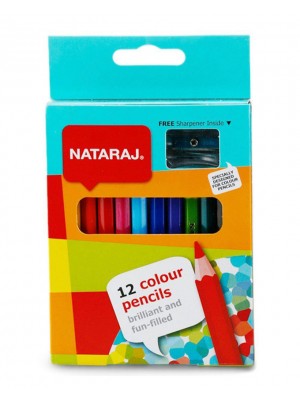 FREE Sharpener Inside ▼
NATARAJ®
SPECIALLY
DESIGNED
FOR COLOUR
PENCILS
12 colour
pencils
brilliant and
fun-filled